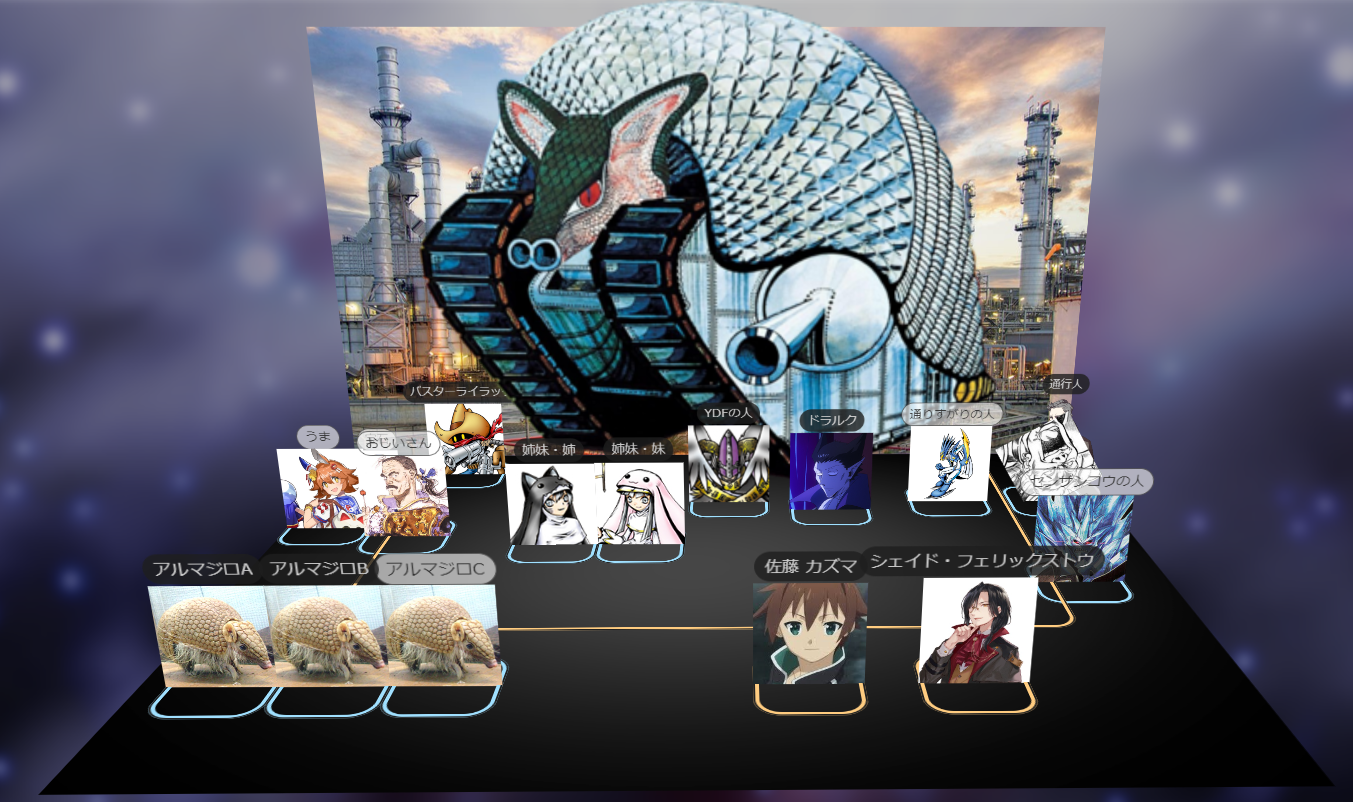 バスターライラッ
通行人
YDFの人
ドラルク
通りすがりの人
うま
おじいさん
姉妹・姉
姉妹・妹
センザンコウの人
アルマジロA
アルマジロB
アルマジロC
佐藤 カズマ
シェイド・フェリックストウ